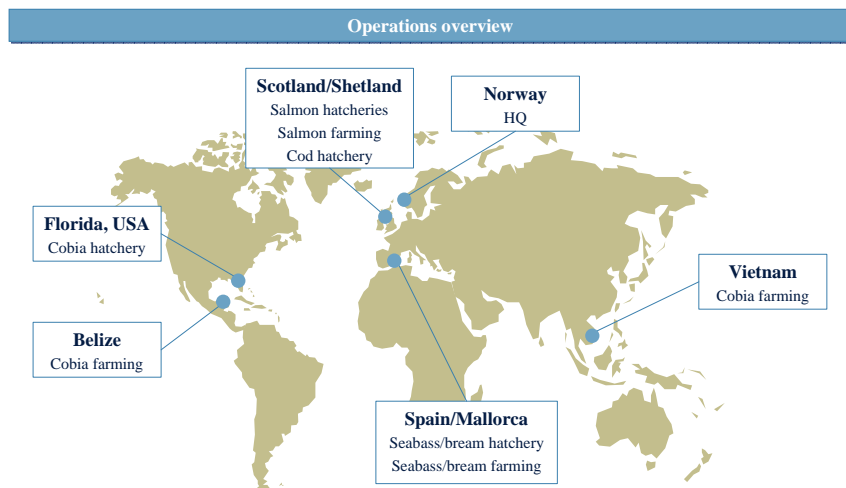 Operations overview
Scotland/Shetland
Salmon hatcheries
Salmon farming
Cod hatchery
Norway
HQ
Florida, USA
Cobia hatchery
Vietnam
Cobia farming
Belize
Cobia farming
Spain/Mallorca
Seabass/bream hatchery
Seabass/bream farming